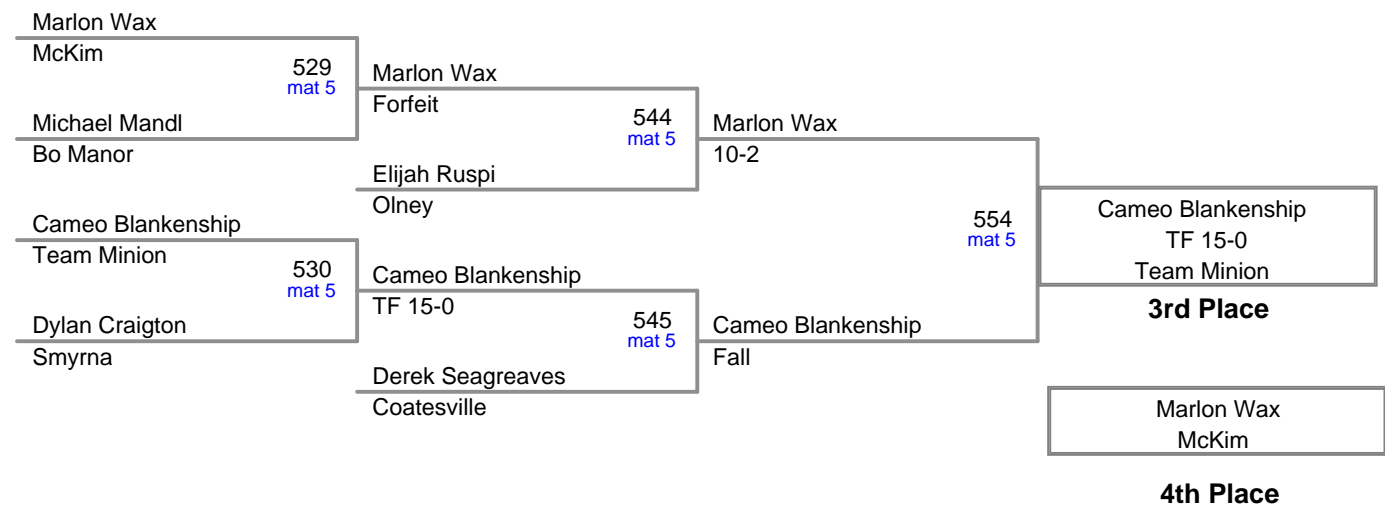 Marlon Wax
McKim
529
mat 5
Michael Mandl
Bo Manor
Marlon Wax
Forfeit
544
mat 5
Elijah Ruspi
Olney
Marlon Wax
10-2
Cameo Blankenship
Team Minion
530
mat 5
Dylan Craigton
Smyrna
Cameo Blankenship
TF 15-0
545
mat 5
Derek Seagreaves
Coatesville
Cameo Blankenship
Fall
554
mat 5
Cameo Blankenship
TF 15-0
Team Minion
3rd Place
Marlon Wax
McKim
4th Place